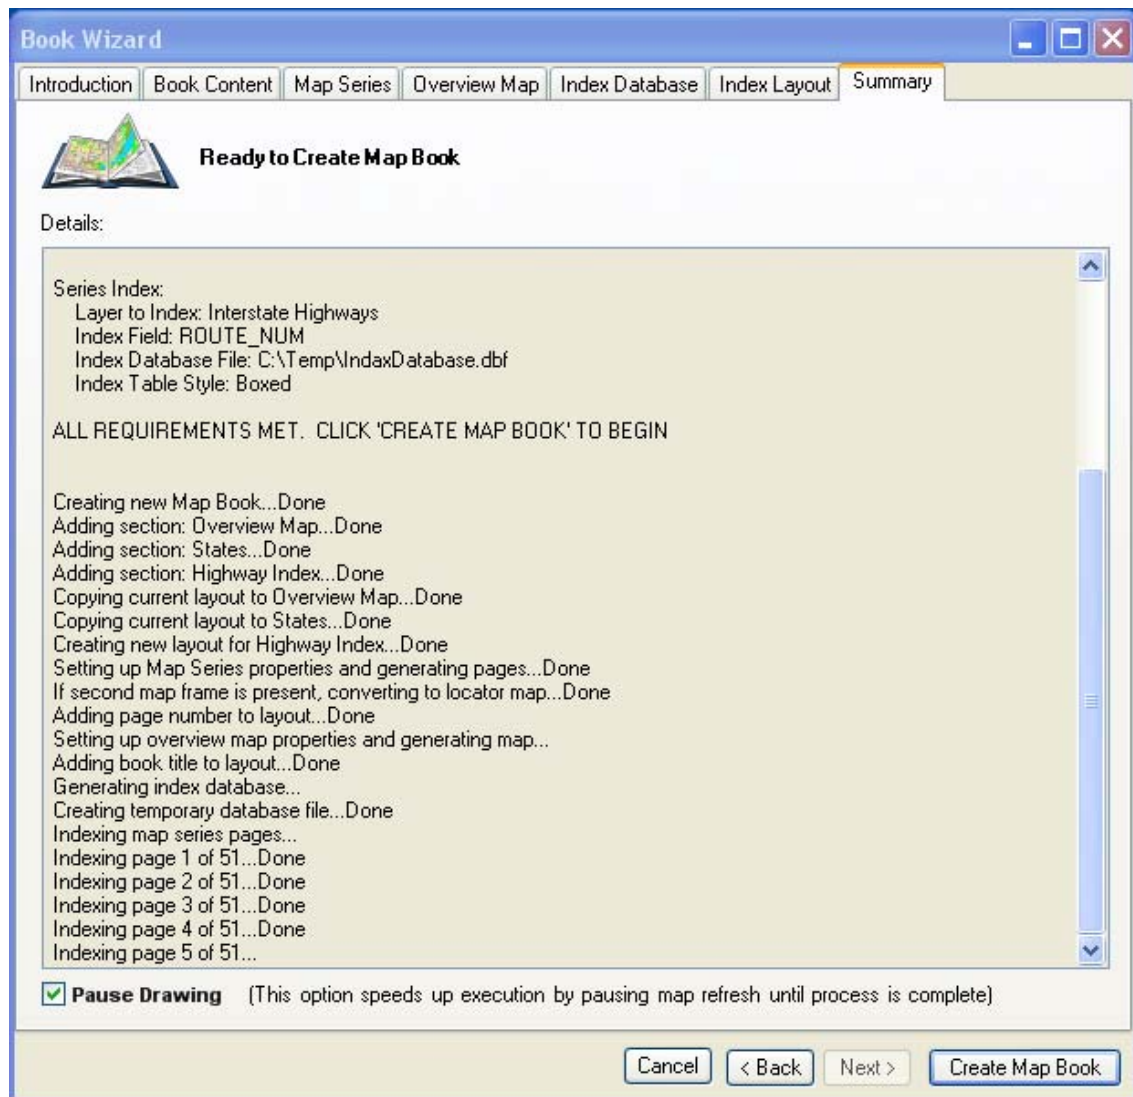 Book Wizard
Introduction Book Content Map Series Overview Map Index Database Index Layout Summary
Ready to Create Map Book
Details:
Series Index:
Layer to Index: Interstate Highways
Index Field: ROUTE_NUM
Index Database File: C:\Temp\IndaxDatabase.dbf
Index Table Style: Boxed
ALL REQUIREMENTS MET. CLICK 'CREATE MAP BOOK' TO BEGIN
Creating new Map Book...Done
Adding section: Overview Map...Done
Adding section: States...Done
Adding section: Highway Index...Done
Copying current layout to Overview Map...Done
Copying current layout to States...Done
Creating new layout for Highway Index...Done
Setting up Map Series properties and generating pages...Done
If second map frame is present, converting to locator map...Done
Adding page number to layout...Done
Setting up overview map properties and generating map...
Adding book title to layout...Done
Generating index database...
Creating temporary database file...Done
Indexing map series pages...
Indexing page 1 of 51...Done
Indexing page 2 of 51...Done
Indexing page 3 of 51...Done
Indexing page 4 of 51...Done
Indexing page 5 of 51...
Pause Drawing (This option speeds up execution by pausing map refresh until process is complete)
Cancel < Back Next > Create Map Book